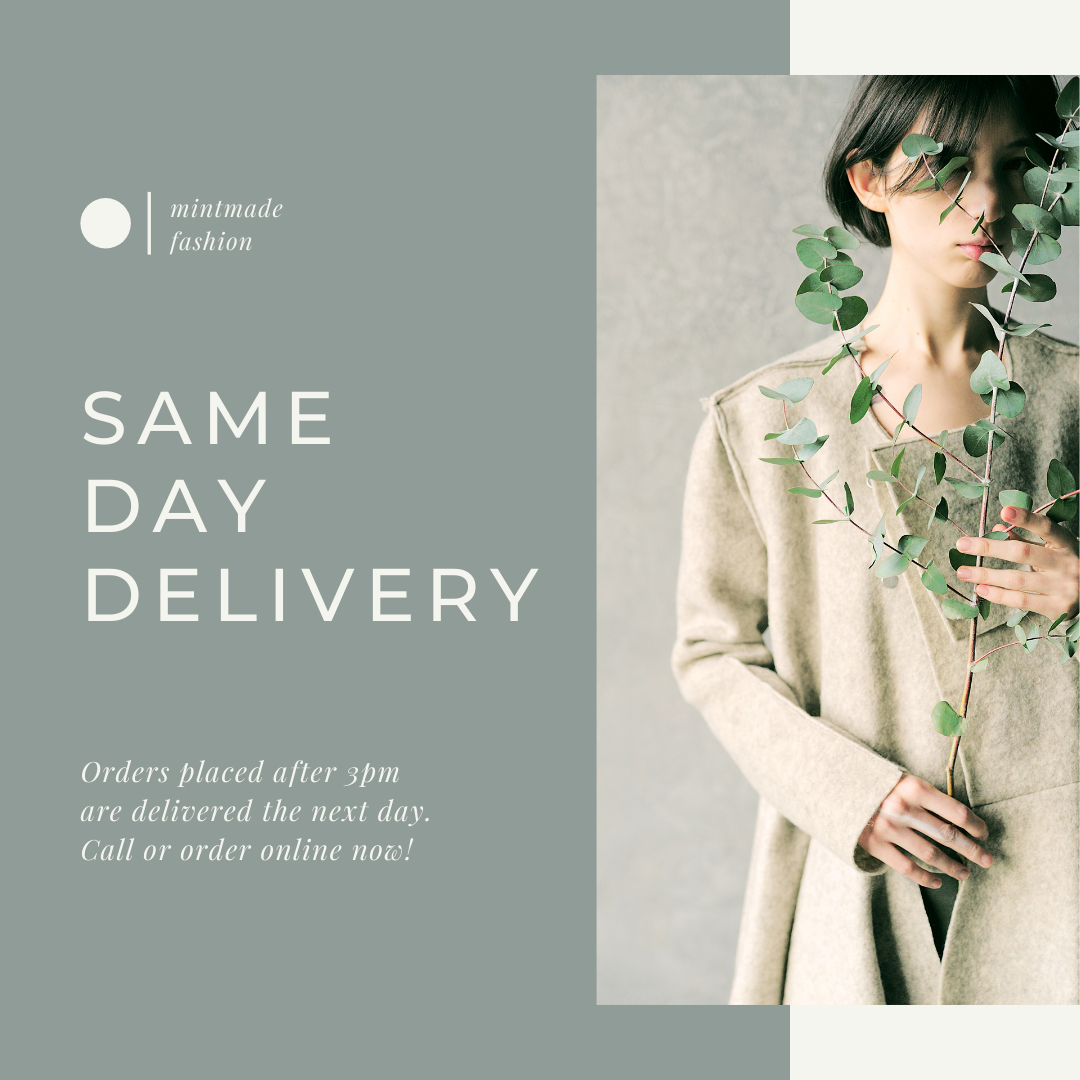 mintmade
fashion
SAME
DAY
DELIVERY
Orders placed after 3pm
are delivered the next day.
Call or order online now!